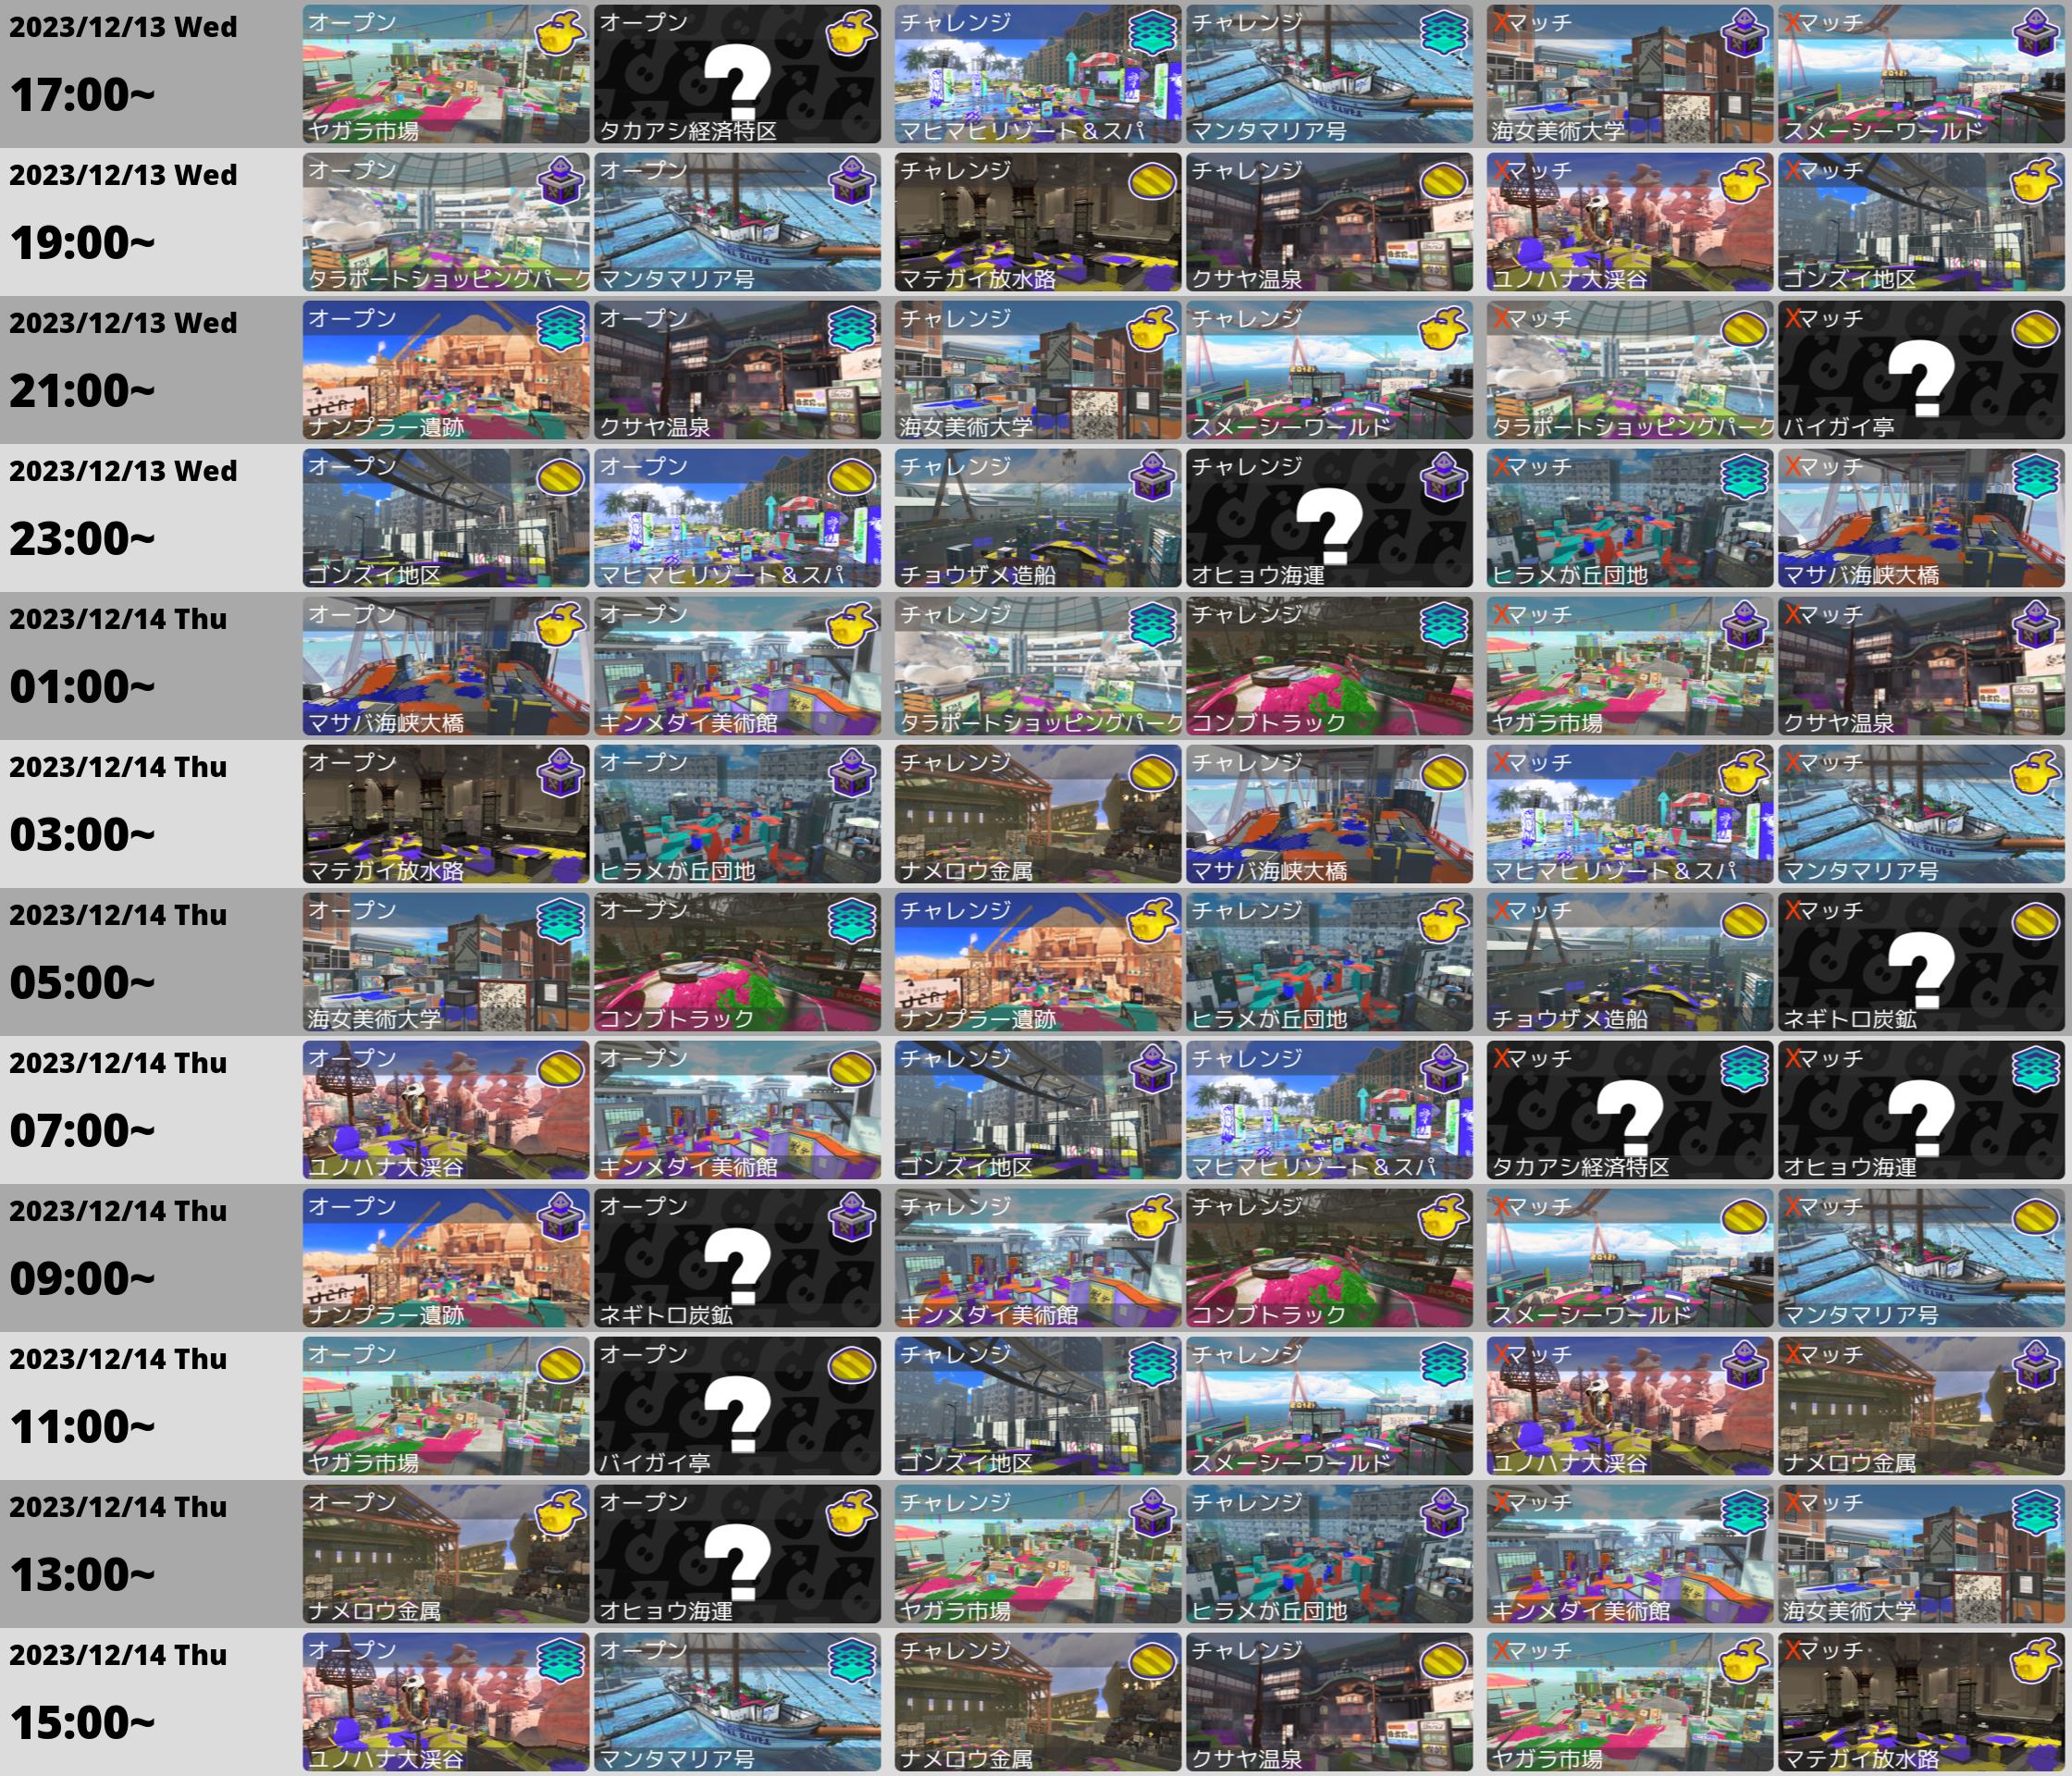 2023/12/13 Wed
17:00~
オープン
ヤガラ市場
オープン
タカアシ経済特区
チャレンジ
マヒマヒリゾート＆スパ
チャレンジ
マンタマリア号
Xマッチ
海女美術大学
Xマッチ
スメーシーワールド
2023/12/13 Wed
19:00~
オープン
タラポートショッピングパーク
オープン
マンタマリア号
チャレンジ
マテガイ放水路
チャレンジ
クサヤ温泉
Xマッチ
ユノハナ大渓谷
Xマッチ
ゴンズイ地区
2023/12/13 Wed
21:00~
オープン
ナンプラー遺跡
オープン
クサヤ温泉
チャレンジ
海女美術大学
チャレンジ
スメーシーワールド
Xマッチ
タラポートショッピングパーク
Xマッチ
バイガイ亭
2023/12/13 Wed
23:00~
オープン
ゴンズイ地区
オープン
マヒマヒリゾート＆スパ
チャレンジ
チョウザメ造船
チャレンジ
オヒョウ海運
Xマッチ
ヒラメが丘団地
Xマッチ
マサバ海峡大橋
2023/12/14 Thu
01:00~
オープン
マサバ海峡大橋
オープン
キンメダイ美術館
チャレンジ
タラポートショッピングパーク
チャレンジ
コンブトラック
Xマッチ
ヤガラ市場
Xマッチ
クサヤ温泉
2023/12/14 Thu
03:00~
オープン
マテガイ放水路
オープン
ヒラメが丘団地
チャレンジ
ナメロウ金属
チャレンジ
マサバ海峡大橋
Xマッチ
マヒマヒリゾート＆スパ
Xマッチ
マンタマリア号
2023/12/14 Thu
05:00~
オープン
海女美術大学
オープン
コンブトラック
チャレンジ
ナンプラー遺跡
チャレンジ
ヒラメが丘団地
Xマッチ
チョウザメ造船
Xマッチ
ネギトロ炭鉱
2023/12/14 Thu
07:00~
オープン
ユノハナ大渓谷
オープン
キンメダイ美術館
チャレンジ
ゴンズイ地区
チャレンジ
マヒマヒリゾート＆スパ
Xマッチ
タカアシ経済特区
Xマッチ
オヒョウ海運
2023/12/14 Thu
09:00~
オープン
ナンプラー遺跡
オープン
ネギトロ炭鉱
チャレンジ
キンメダイ美術館
チャレンジ
コンブトラック
Xマッチ
スメーシーワールド
Xマッチ
マンタマリア号
2023/12/14 Thu
11:00~
オープン
ヤガラ市場
オープン
バイガイ亭
チャレンジ
ゴンズイ地区
チャレンジ
スメーシーワールド
Xマッチ
ユノハナ大渓谷
Xマッチ
ナメロウ金属
2023/12/14 Thu
13:00~
オープン
ナメロウ金属
オープン
オヒョウ海運
チャレンジ
ヤガラ市場
チャレンジ
ヒラメが丘団地
Xマッチ
キンメダイ美術館
Xマッチ
海女美術大学
2023/12/14 Thu
15:00~
オープン
ユノハナ大渓谷
オープン
マンタマリア号
チャレンジ
ナメロウ金属
チャレンジ
クサヤ温泉
Xマッチ
ヤガラ市場
Xマッチ
マテガイ放水路